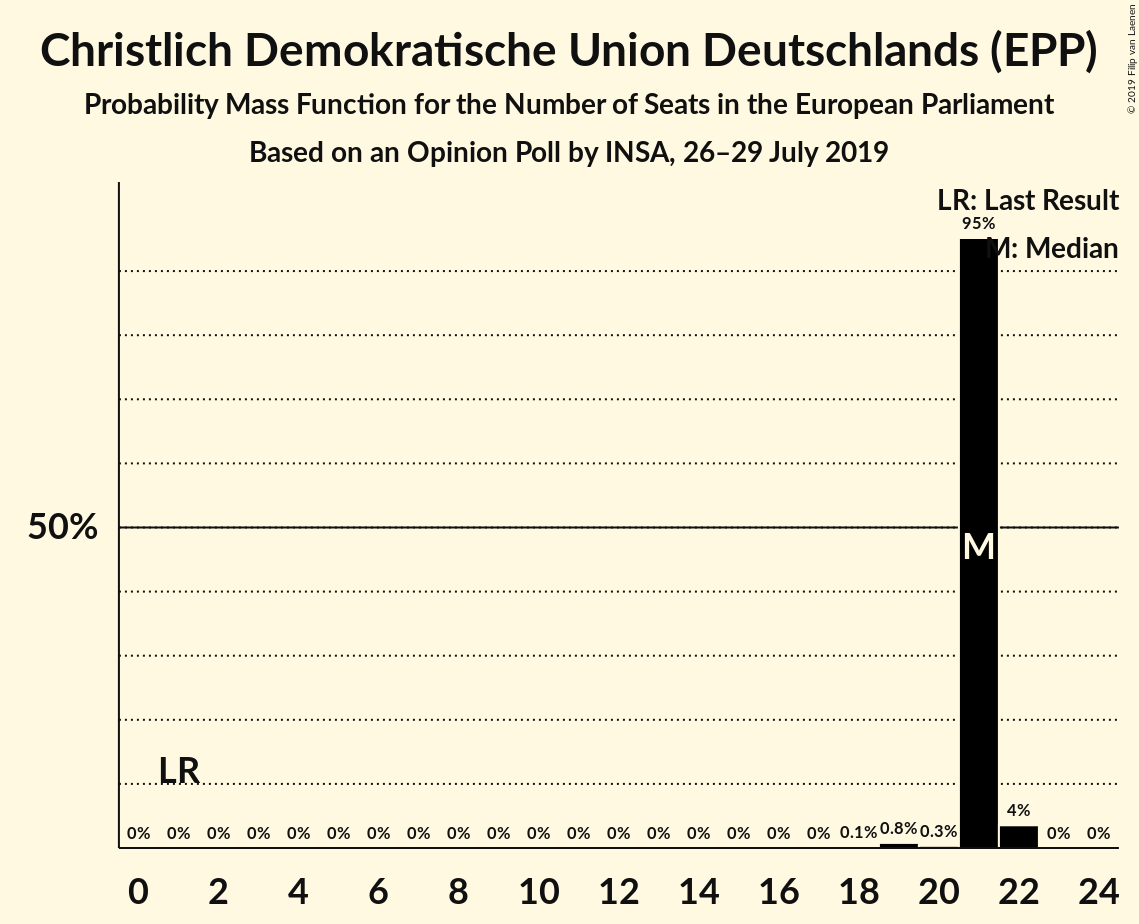 Christlich Demokratische Union Deutschlands (EPP)
Probability Mass Function for the Number of Seats in the European Parliament
Based on an Opinion Poll by INSA, 26–29 July 2019
© 2019 Filip van Laenen
LR: Last Result
95%
M: Median
50%
M
LR
4%
0% 0% 0% 0% 0% 0% 0% 0% 0% 0% 0% 0% 0% 0% 0% 0% 0% 0% 0.1% 0.8% 0.3% 0% 0%
0 2 4 6 8 10 12 14 16 18 20 22 24